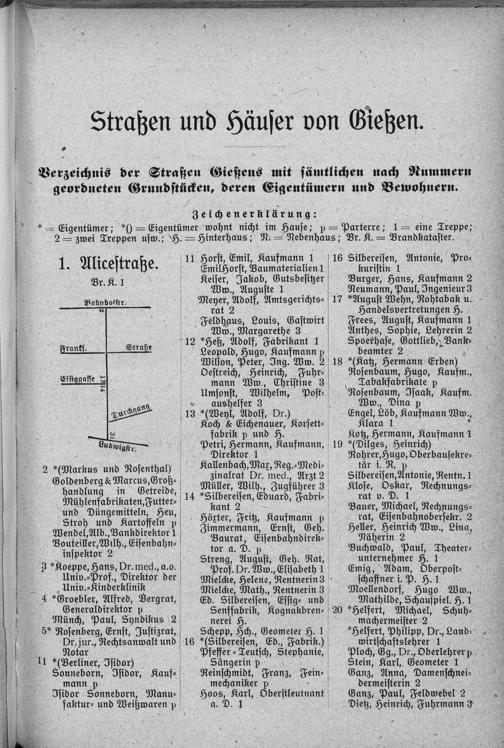 Straßen und Häuser von Gießen.
Verzeichnis der Straßen Gießens mit sämtlichen nach Nummern
geordneten Grundstücken, deren Eigentümern und Bewohnern.
Zeichenerklärung:
* = Eigentümer; *() = Eigentümer wohnt nicht im Hause; p = Parterre; 1 = eine Treppe;
2 = zwei Treppen usw.; H. = Hinterhaus; N. = Nebenhaus; Br. K. = Brandkataster.
1. Alicestraße.
Br. K. 1
Bahnhofstr.
Frankf. Straße
Essiggasse
Durchgang
Ludwigstr.
2 *(Markus und Rosenthal)
Goldenberg & Marcus, Groß-
handlung in Getreide,
Mühlenfabrikaten, Futter-
und Düngemitteln, Heu,
Stroh und Kartoffeln p
Wendel, Alb., Bankdirektor 1
Bouteiller, Wilh., Eisenbahn-
inspektor 2
3 *Koeppe, Hans, Dr. med., a.o.
Univ.-Prof., Direktor der
Univ.-Kinderklinik
4 *Groebler, Alfred, Bergrat,
Generaldirektor p
Münch, Paul, Syndikus 2
5* Rosenberg, Ernst, Justizrat,
Dr. jur., Rechtsanwalt und
Notar
11 *(Berliner, Isidor)
Sonneborn, Isidor, Kauf-
mann p
Isidor Sonneborn, Manu-
faktur- und Weißwaren p
11 Horst, Emil, Kaufmann 1
Emil Horst, Baumaterialien 1
Keiser, Jakob, Gutsbesitzer
Ww., Auguste 1
Meyer, Adolf, Amtsgerichts-
rat 2
Feldhaus, Louis, Gastwirt
Ww., Margarethe 3
12 *Heß, Adolf, Fabrikant 1
Leopold, Hugo, Kaufmann p
Wilson, Peter, Ing. Ww. 2
Oestreich, Heinrich, Fuhr-
mann Ww., Christine 3
Umsonst, Wilhelm, Post-
aushelfer 3
13 *(Weyl, Adolf, Dr.)
Koch & Eichenauer, Korsett-
fabrik p und H.
Petri, Hermann, Kaufmann,
Direktor 1
Kallenbach, Max, Reg.-Medi-
zinalrat Dr. med., Arzt 2
Müller, Wilh., Zugführer 3
14 *Silbereisen, Eduard, Fabri-
kant 2
Hörter, Fritz, Kaufmann p
Zimmermann, Ernst, Geh.
Baurat, Eisenbahndirek-
tor a. D. p
Streng, August, Geh. Rat,
Prof. Dr. Ww., Elisabeth 1
Mielcke, Helene, Rentnerin 3
Mielcke, Math., Rentnerin 3
Ed. Silbereisen, Essig- und
Senffabrik, Kognakbren-
nerei H.
Schepp, Hch., Geometer H. 1
16 *(Silbereisen, Ed., Fabrik.)
Pfeffer-Teutsch, Stephanie,
Sängerin p
Reinschmidt, Franz, Fein-
mechaniker p
Hoos, Karl, Oberstleutnant
a. D. 1
16 Silbereisen, Antonie, Pro-
kuristin 1
Burger, Hans, Kaufmann 2
Neumann, Paul, Ingenieur 3
17 *August Wehn, Rohtabak u.
Handelsvertretungen H.
Frees, August, Kaufmann 1
Anthes, Sophie, Lehrerin 2
Spoerhase, Gottlieb, Bank-
beamter 2
18 *(Katz, Hermann Erben)
Rosenbaum, Hugo, Kaufm.,
Tabakfabrikate p
Rosenbaum, Isaak, Kaufm.
Ww., Dina p
Engel, Löb, Kaufmann Ww.,
Klara 1
Katz, Hermann, Kaufmann 1
19 *(Dilges, Heinrich)
Rohrer, Hugo, Oberbausekre-
tär i. R. p
Silbereisen, Antonie, Rentn. 1
Klose, Oskar, Rechnungs-
rat v. D. 1
Bauer, Michael, Rechnungs-
rat, Eisenbahnobersekr. 2
Heller, Heinrich Ww., Lina,
Näherin 2
Buchwald, Paul, Theater-
unternehmer H. 1
Emig, Adam, Oberpost-
schaffner i. P. H. 1
Moellendorf, Hugo Ww.,
Mathilde, Schauspiel. H. 1
20 *Helfert, Michael, Schuh-
machermeister 2
*Helfert, Philipp, Dr., Land-
wirtschaftslehrer 1
Ploch, Gg., Dr., Oberlehrer p
Stein, Karl, Geometer 1
Ganz, Anna, Damenschnei-
dermeisterin 2
Ganz, Paul, Feldwebel 2
Dietz, Heinrich, Fuhrmann 3